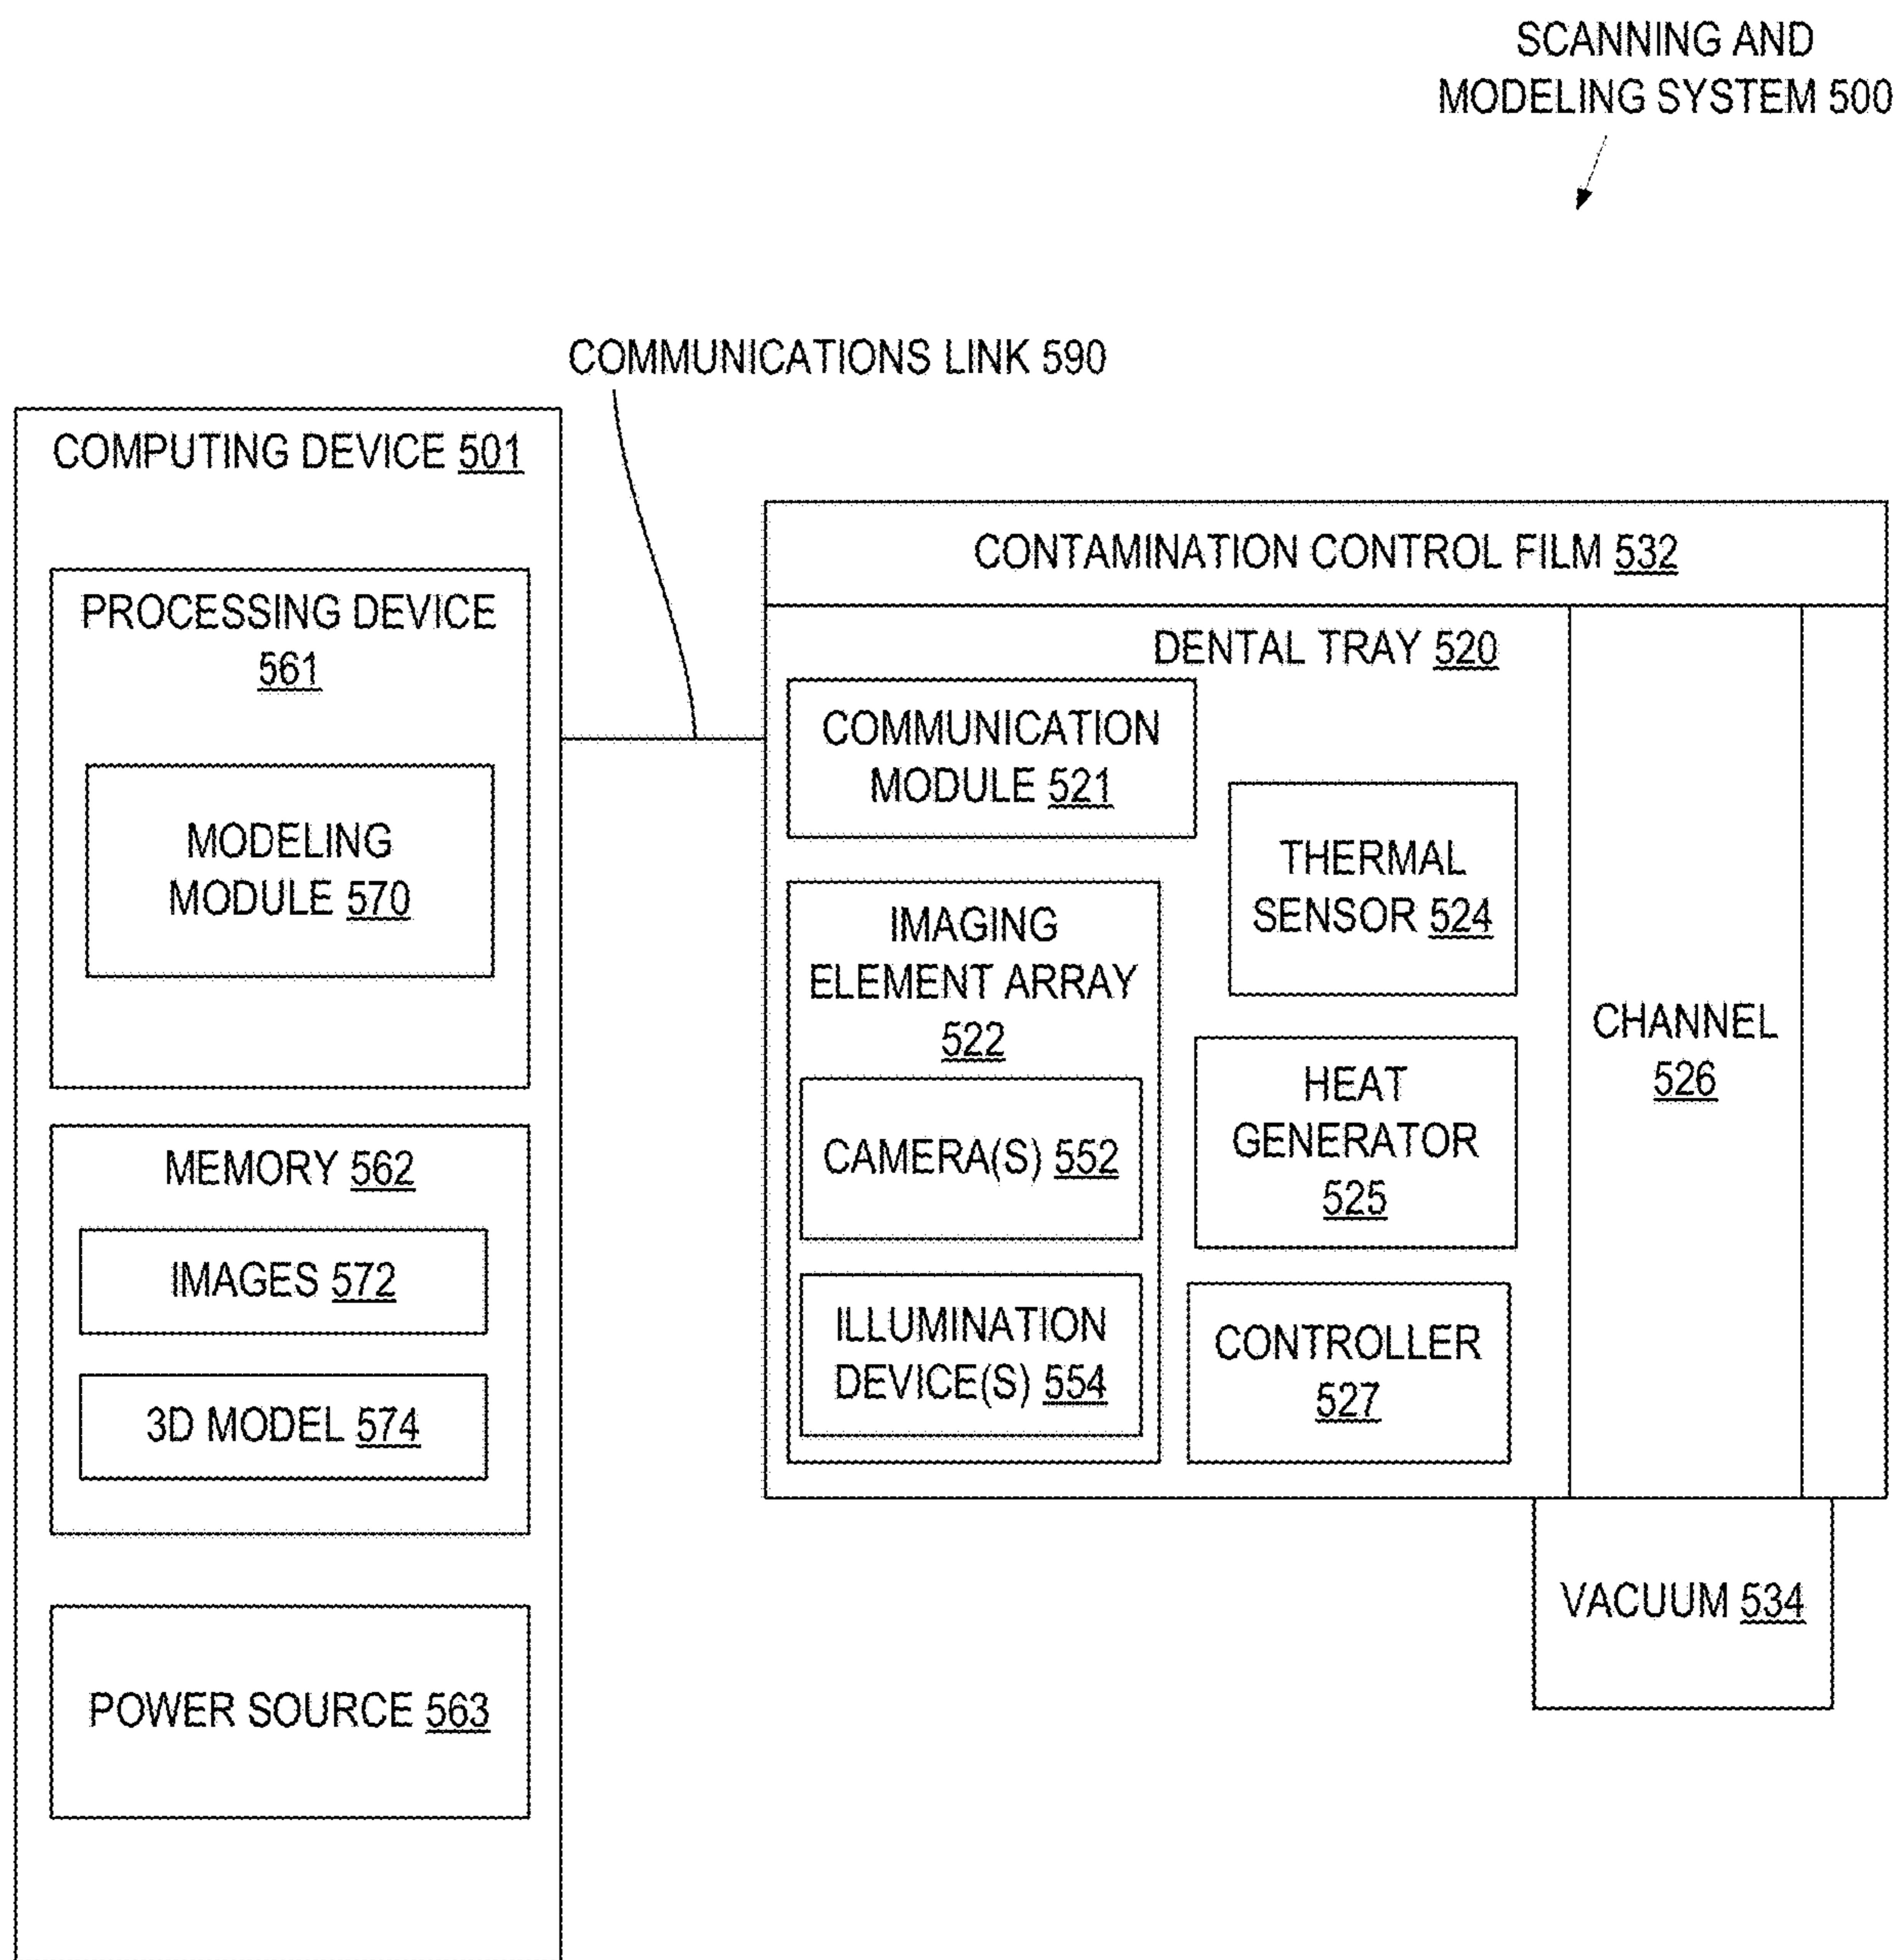 SCANNING AND
MODELING SYSTEM 500
COMMUNICATIONS LINK 590
COMPUTING DEVICE 501
PROCESSING DEVICE
561
MODELING
MODULE 570
MEMORY 562
IMAGES 572
3D MODEL 574
POWER SOURCE 563
CONTAMINATION CONTROL FILM 532
DENTAL TRAY 520
COMMUNICATION
MODULE 521
THERMAL
SENSOR 524
IMAGING
ELEMENT ARRAY
522
CAMERA(S) 552
ILLUMINATION
DEVICE(S) 554
HEAT
GENERATOR
525
CONTROLLER
527
CHANNEL
526
VACUUM 534